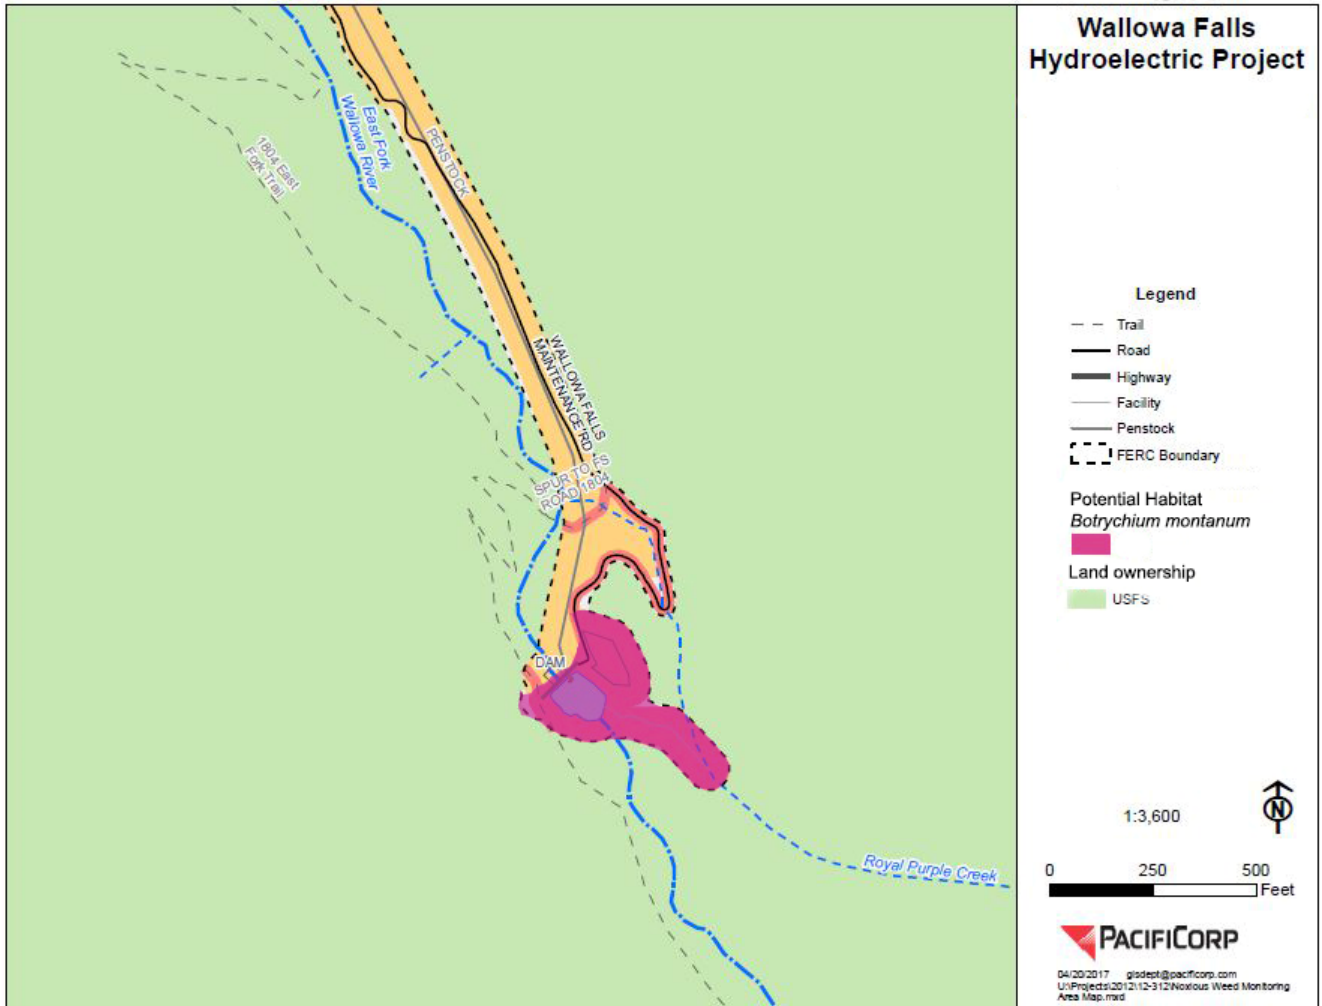 Wallowa Falls
Hydroelectric Project
East Fork
Wallowa River
PENSTOCK
1804 East
Fork Trail
WALLOWA FALLS
MAINTENANCE RD
SPUR TO FS
ROAD 1804
DAM
Royal Purple Creek
Legend
Trail
Road
Highway
Facility
Penstock
FERC Boundary
Potential Habitat
Botrychium montanum
Land ownership
USFS
N
1:3,600
0 250 500
Feet
PACIFICORP
04/20/2017 gisdept@pacificorp.com
U:\Projects\2012\12-312\Noxious Weed Monitoring
Area Map.mxd